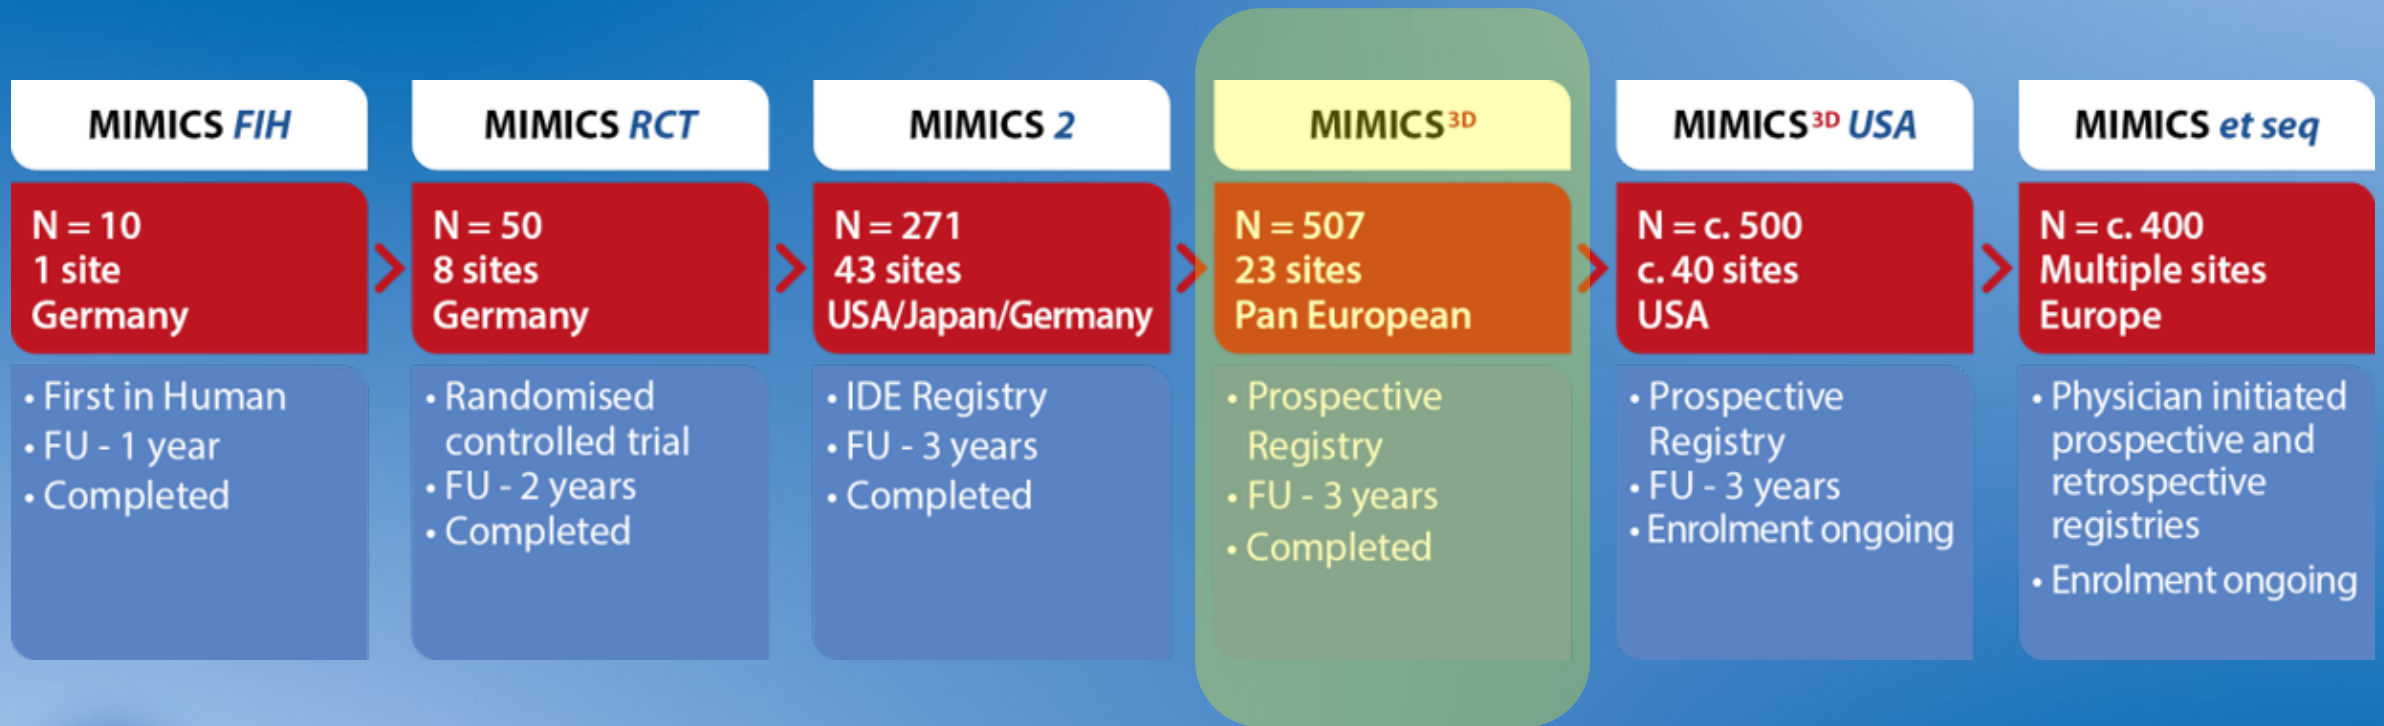 MIMICS FIH
N = 10
1 site
Germany
• First in Human
• FU - 1 year
• Completed
MIMICS RCT
N = 50
8 sites
Germany
• Randomised
controlled trial
• FU - 2 years
• Completed
MIMICS 2
N = 271
43 sites
USA/Japan/Germany
• IDE Registry
• FU - 3 years
• Completed
MIMICS3D
N = 507
23 sites
Pan European
• Prospective
Registry
• FU - 3 years
• Completed
MIMICS3D USA
N = c. 500
c. 40 sites
USA
• Prospective
Registry
• FU - 3 years
• Enrolment ongoing
MIMICS et seq
N = c. 400
Multiple sites
Europe
• Physician initiated
prospective and
retrospective
registries
• Enrolment ongoing